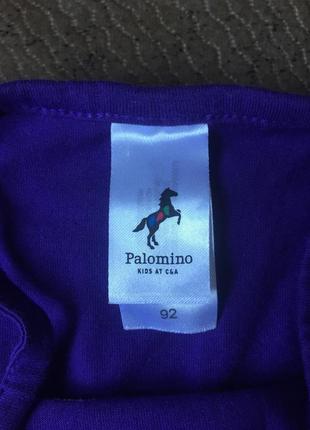 Palomino
KIDS AT C&A
92